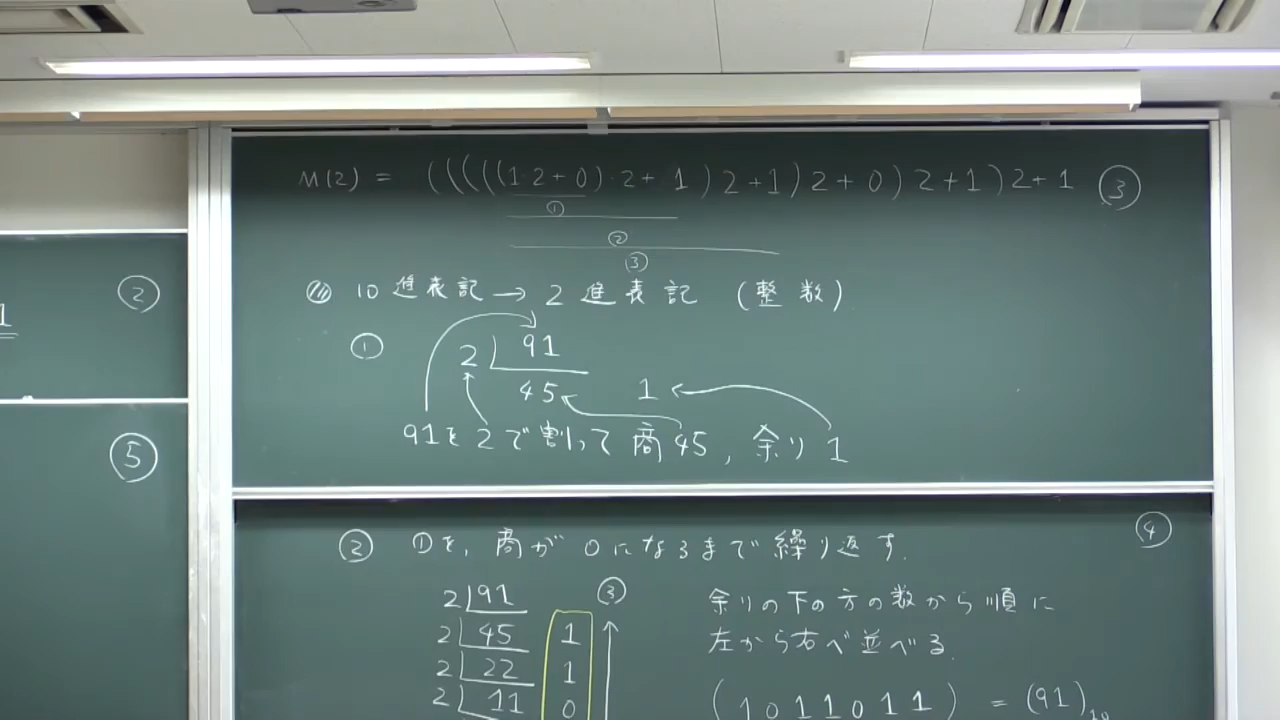 1
②
⑤
M(2) = (((((1・2+0)・2+1)2+1)2+0)2+1)2+1 ③
①
②
③
10進表記→2進表記 (整数)
①
2 91
45 1
91を2で割って商45, 余り1
④
② ①を, 商が0になるまで繰り返す.
2 91 ③
2 45 1
2 22 1
2 11 0
余りの下の方の数から順に
左から右へ並べる.
(1011011) = (91)10